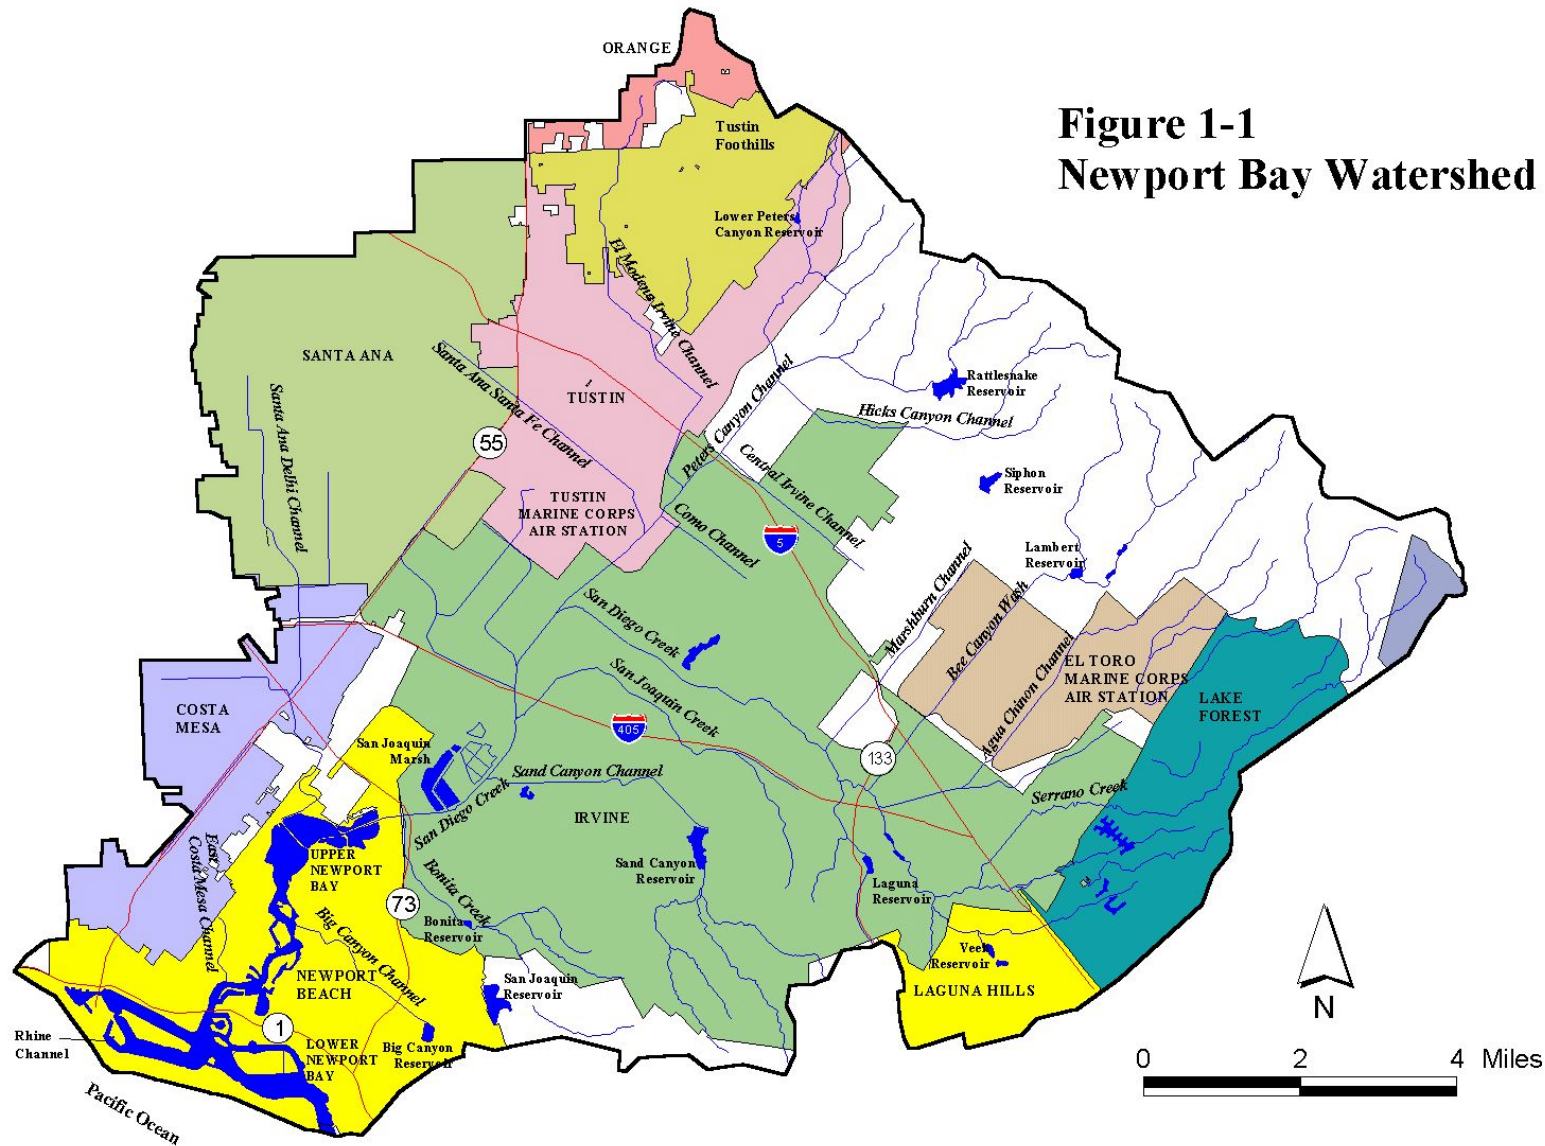 ORANGE
Figure 1-1
Newport Bay Watershed
Tustin
Foothills
Lower Peters
Canyon Reservoir
El Modena Irvine Channel
SANTA ANA
Santa Ana Santa Fe Channel
TUSTIN
Peters Canyon Channel
Rattlesnake
Reservoir
Hicks Canyon Channel
Santa Ana Delhi Channel
55
Central Irvine Channel
Siphon
Reservoir
TUSTIN
MARINE CORPS
AIR STATION
Como Channel
5
Lambert
Reservoir
Marshburn Channel
Bee Canyon Wash
San Diego Creek
Agua Chinon Channel
EL TORO
MARINE CORPS
AIR STATION
San Joaquin Creek
LAKE
FOREST
COSTA
MESA
405
San Joaquin
Marsh
133
Sand Canyon Channel
Serrano Creek
San Diego Creek
IRVINE
East
Costa Mesa Channel
UPPER
NEWPORT
BAY
Sand Canyon
Reservoir
Laguna
Reservoir
Bonita Creek
73
Big Canyon Channel
Bonita
Reservoir
Veeh
Reservoir
NEWPORT
BEACH
San Joaquin
Reservoir
LAGUNA HILLS
N
1
Rhine
Channel
LOWER
NEWPORT
BAY
Big Canyon
Reservoir
0 2 4 Miles
Pacific Ocean